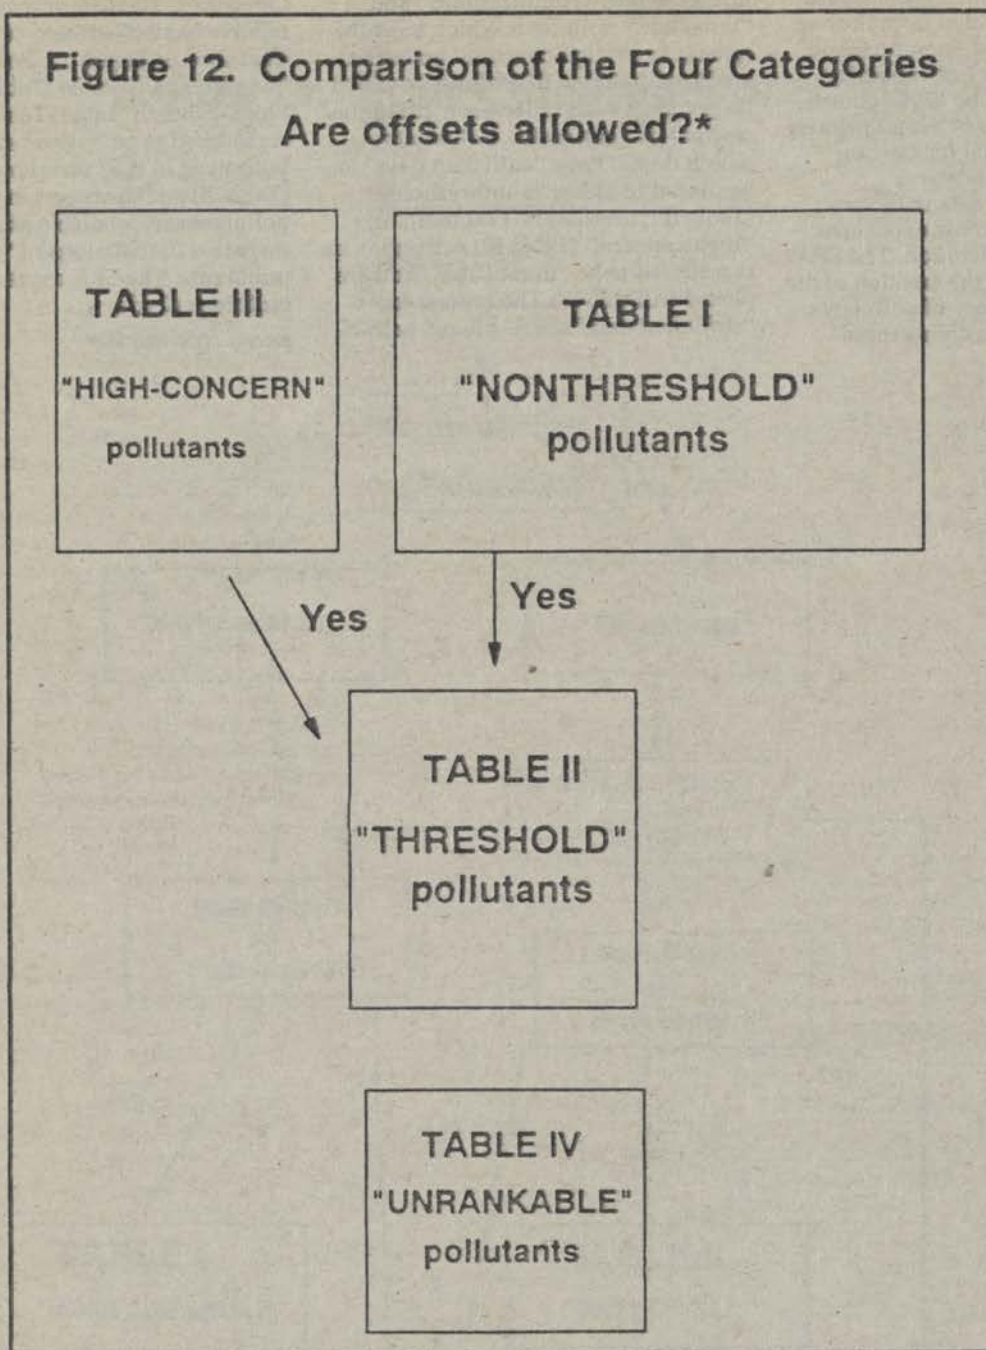 Figure 12. Comparison of the Four Categories
Are offsets allowed?*
TABLE III
"HIGH-CONCERN"
pollutants
TABLE I
"NONTHRESHOLD"
pollutants
Yes
Yes
TABLE II
"THRESHOLD"
pollutants
TABLE IV
"UNRANKABLE"
pollutants